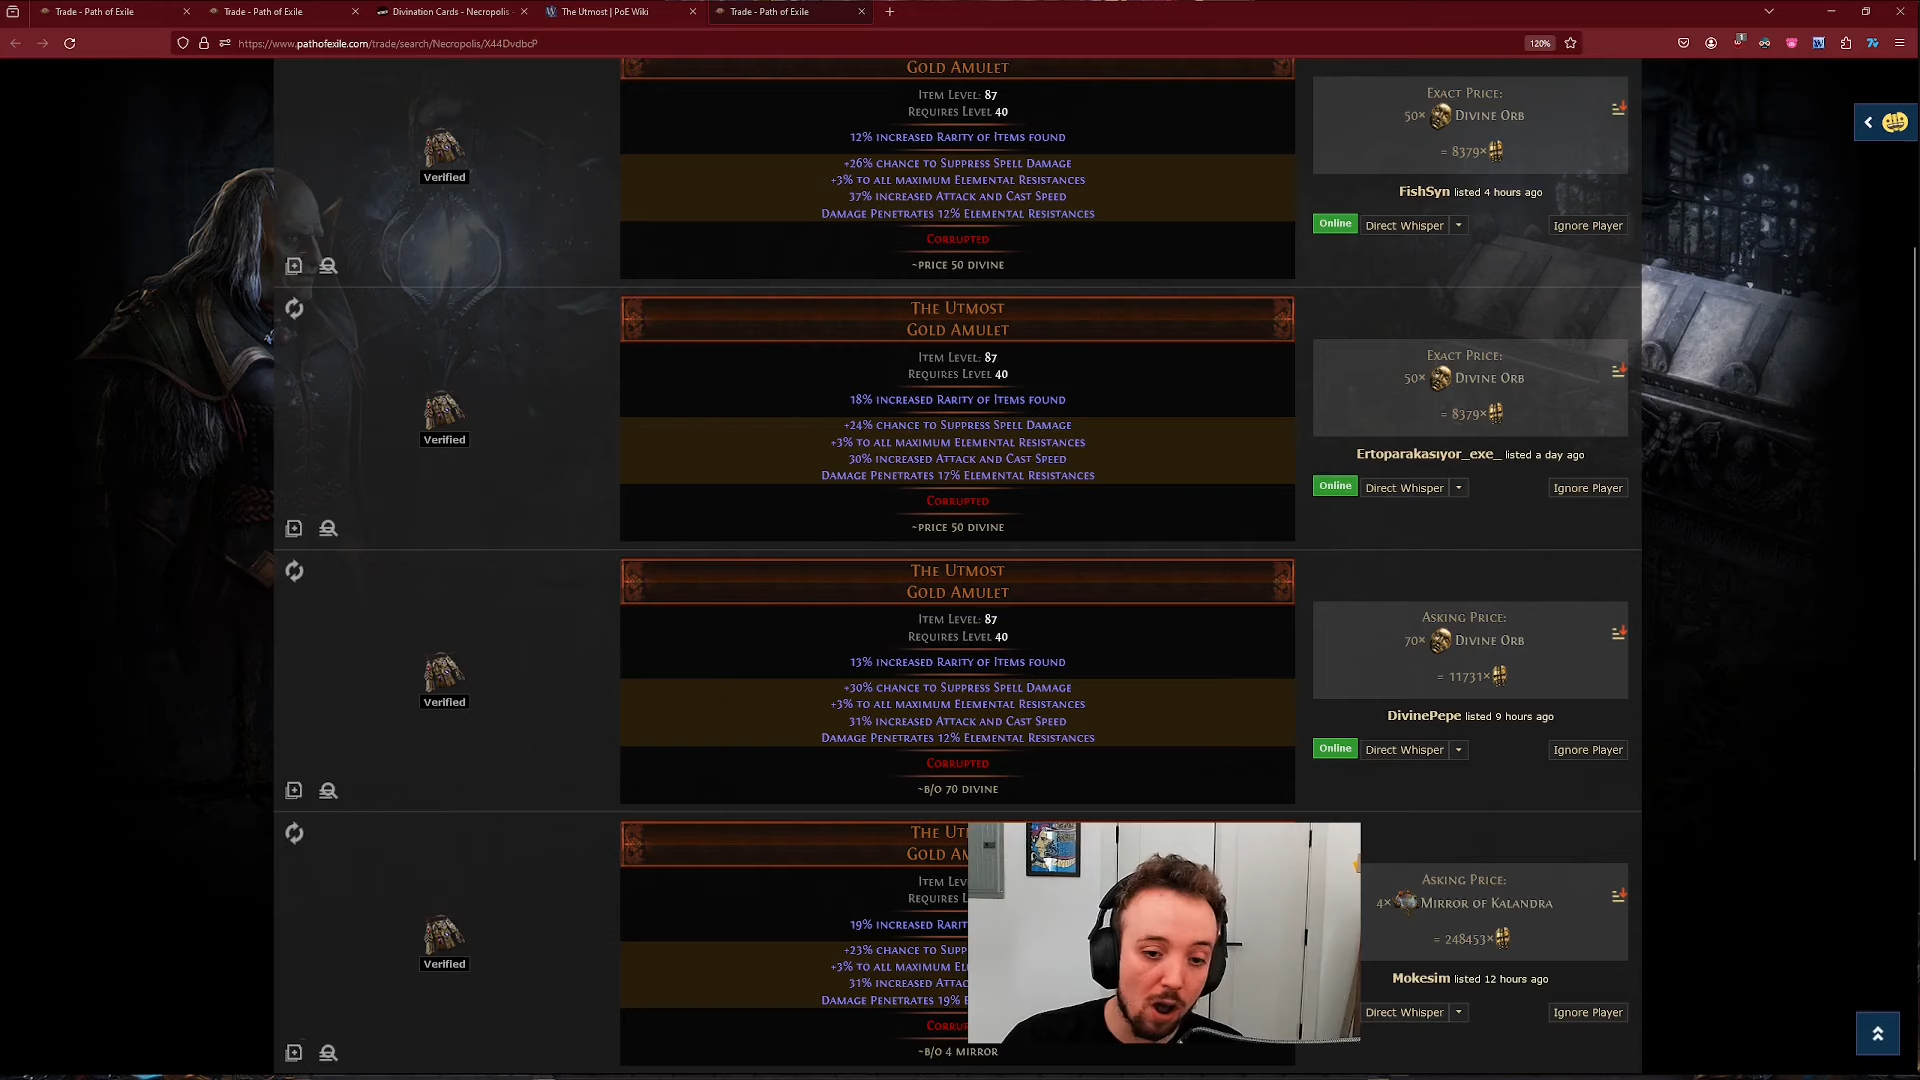 Trade - Path of Exile
Trade - Path of Exile
Divination Cards - Necropolis -
The Utmost | PoE Wiki
Trade - Path of Exile
https://www.pathofexile.com/trade/search/Necropolis/X44DvdbcP
120%
Gold Amulet
Item Level: 87
Requires Level 40
12% increased Rarity of Items found
+26% chance to Suppress Spell Damage
+3% to all maximum Elemental Resistances
37% increased Attack and Cast Speed
Damage Penetrates 12% Elemental Resistances
Corrupted
~price 50 divine
Verified
Exact Price:
50× Divine Orb
= 8379×
FishSyn listed 4 hours ago
Online
Direct Whisper
Ignore Player
The Utmost
Gold Amulet
Item Level: 87
Requires Level 40
18% increased Rarity of Items found
+24% chance to Suppress Spell Damage
+3% to all maximum Elemental Resistances
30% increased Attack and Cast Speed
Damage Penetrates 17% Elemental Resistances
Corrupted
~price 50 divine
Verified
Exact Price:
50× Divine Orb
= 8379×
Ertoparakasıyor_exe_ listed a day ago
Online
Direct Whisper
Ignore Player
The Utmost
Gold Amulet
Item Level: 87
Requires Level 40
13% increased Rarity of Items found
+30% chance to Suppress Spell Damage
+3% to all maximum Elemental Resistances
31% increased Attack and Cast Speed
Damage Penetrates 12% Elemental Resistances
Corrupted
~b/o 70 divine
Verified
Asking Price:
70× Divine Orb
= 11731×
DivinePepe listed 9 hours ago
Online
Direct Whisper
Ignore Player
The Ut
Gold Am
Item Lev
Requires L
19% increased Rarit
+23% chance to Supp
+3% to all maximum El
31% increased Attac
Damage Penetrates 19% E
Corrup
~b/o 4 mirror
Verified
Asking Price:
4× Mirror of Kalandra
= 248453×
Mokesim listed 12 hours ago
Direct Whisper
Ignore Player